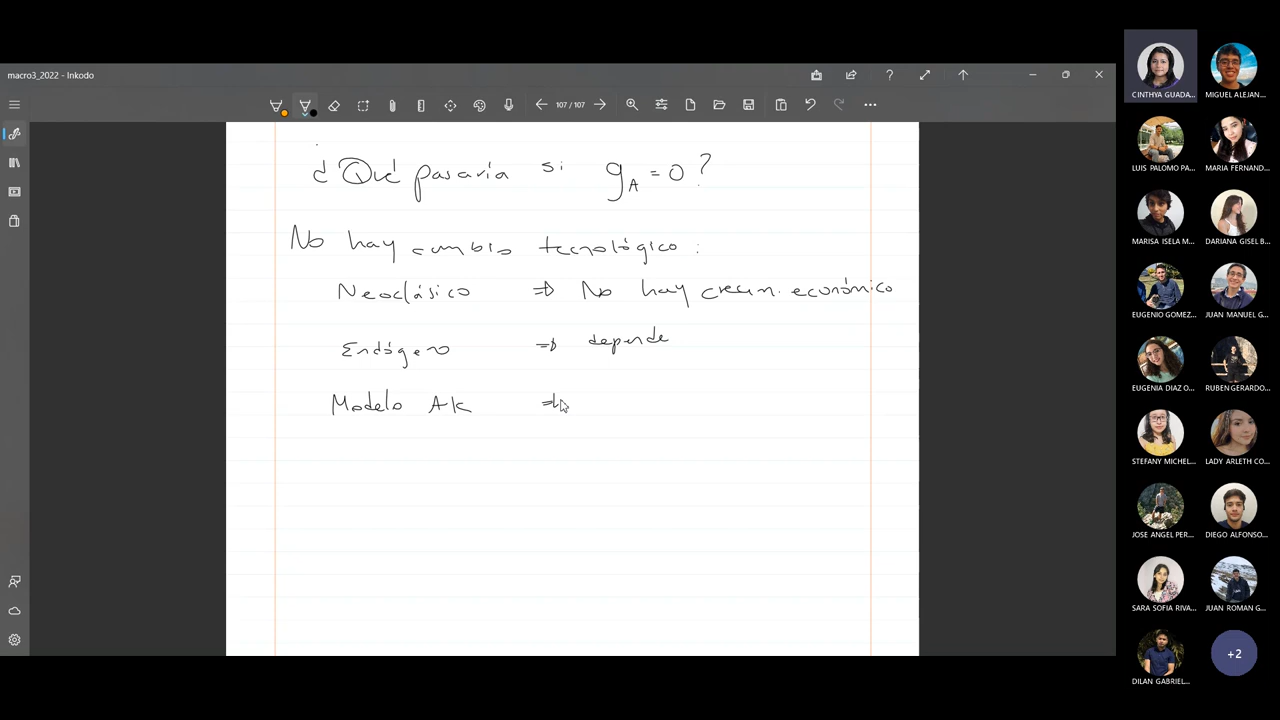 macro3_2022 - Inkodo
107 / 107
¿Qué pasaría si gA = 0?
No hay cambio tecnológico:
Neoclásico ⇒ No hay crecim. económico
Endógeno ⇒ depende
Modelo AK ⇒
CINTHYA GUADA...
MIGUEL ALEJAN...
LUIS PALOMO PA...
MARIA FERNAND...
MARISA ISELA M...
DARIANA GISEL B...
EUGENIO GOMEZ...
JUAN MANUEL G...
EUGENIA DIAZ O...
RUBEN GERARDO...
STEFANY MICHEL...
LADY ARLETH CO...
JOSE ANGEL PER...
DIEGO ALFONSO...
SARA SOFIA RIVA...
JUAN ROMAN G...
DILAN GABRIEL...
+2